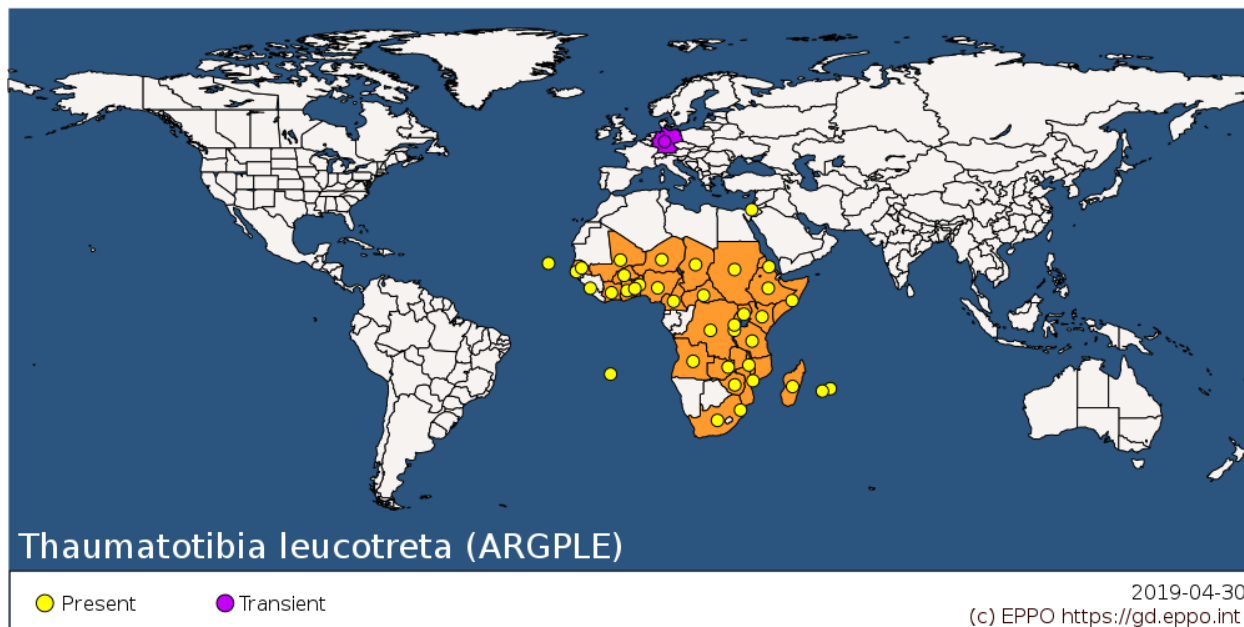 Thaumatotibia leucotreta (ARGPLE)
Present
Transient
2019-04-30
(c) EPPO https://gd.eppo.int